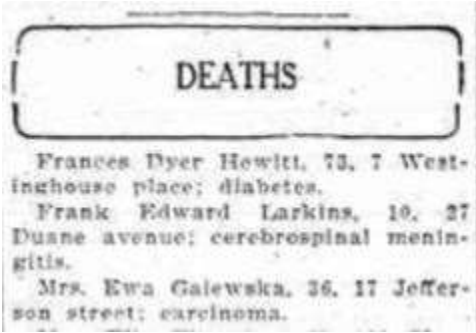 DEATHS
Frances Dyer Hewitt, 73, 7 West-
inghouse place; diabetes.
Frank Edward Larkins, 10, 27
Duane avenue; cerebrospinal menin-
gitis.
Mrs. Ewa Galewska, 36, 17 Jeffer-
son street; carcinoma.